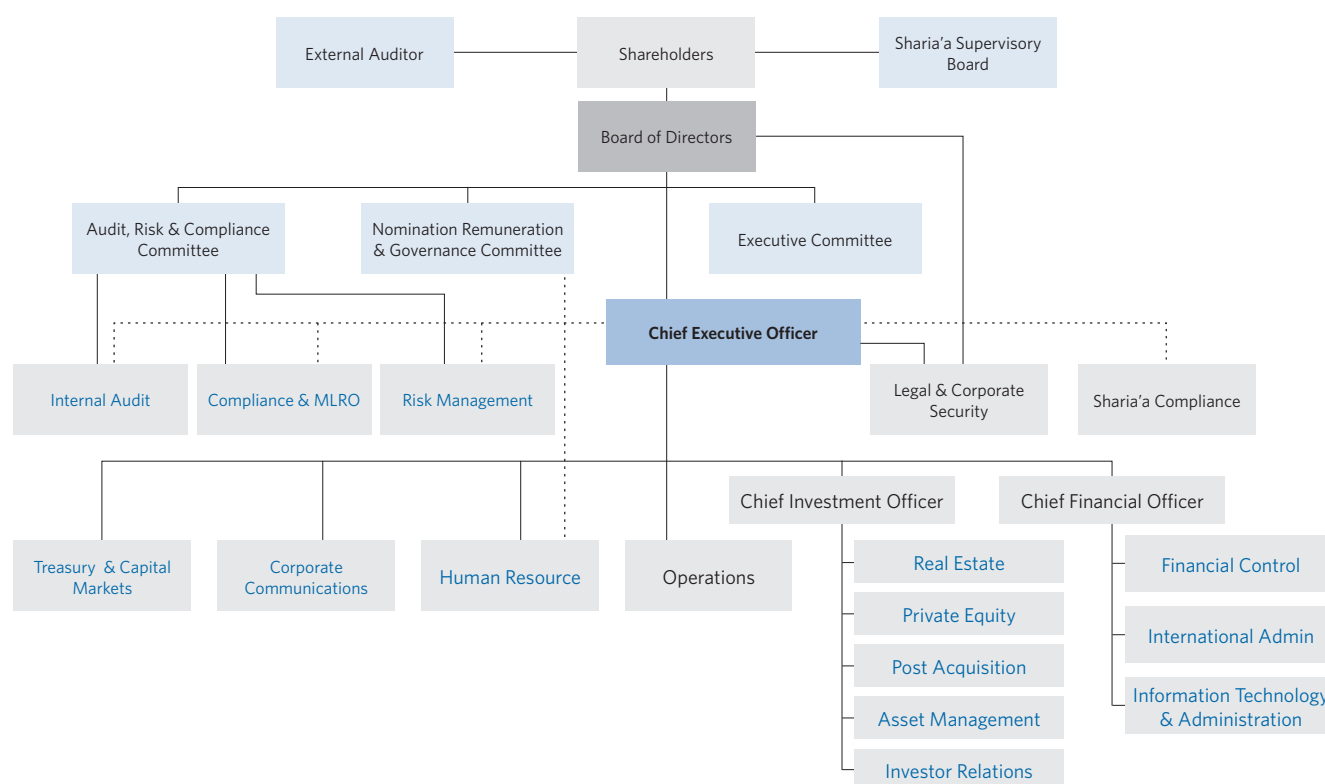 External Auditor
Shareholders
Sharia'a Supervisory
Board
Board of Directors
Audit, Risk & Compliance
Committee
Nomination Remuneration
& Governance Committee
Executive Committee
Chief Executive Officer
Internal Audit
Compliance & MLRO
Risk Management
Legal & Corporate
Security
Sharia'a Compliance
Chief Investment Officer
Chief Financial Officer
Treasury & Capital
Markets
Corporate
Communications
Human Resource
Operations
Real Estate
Private Equity
Post Acquisition
Asset Management
Investor Relations
Financial Control
International Admin
Information Technology
& Administration